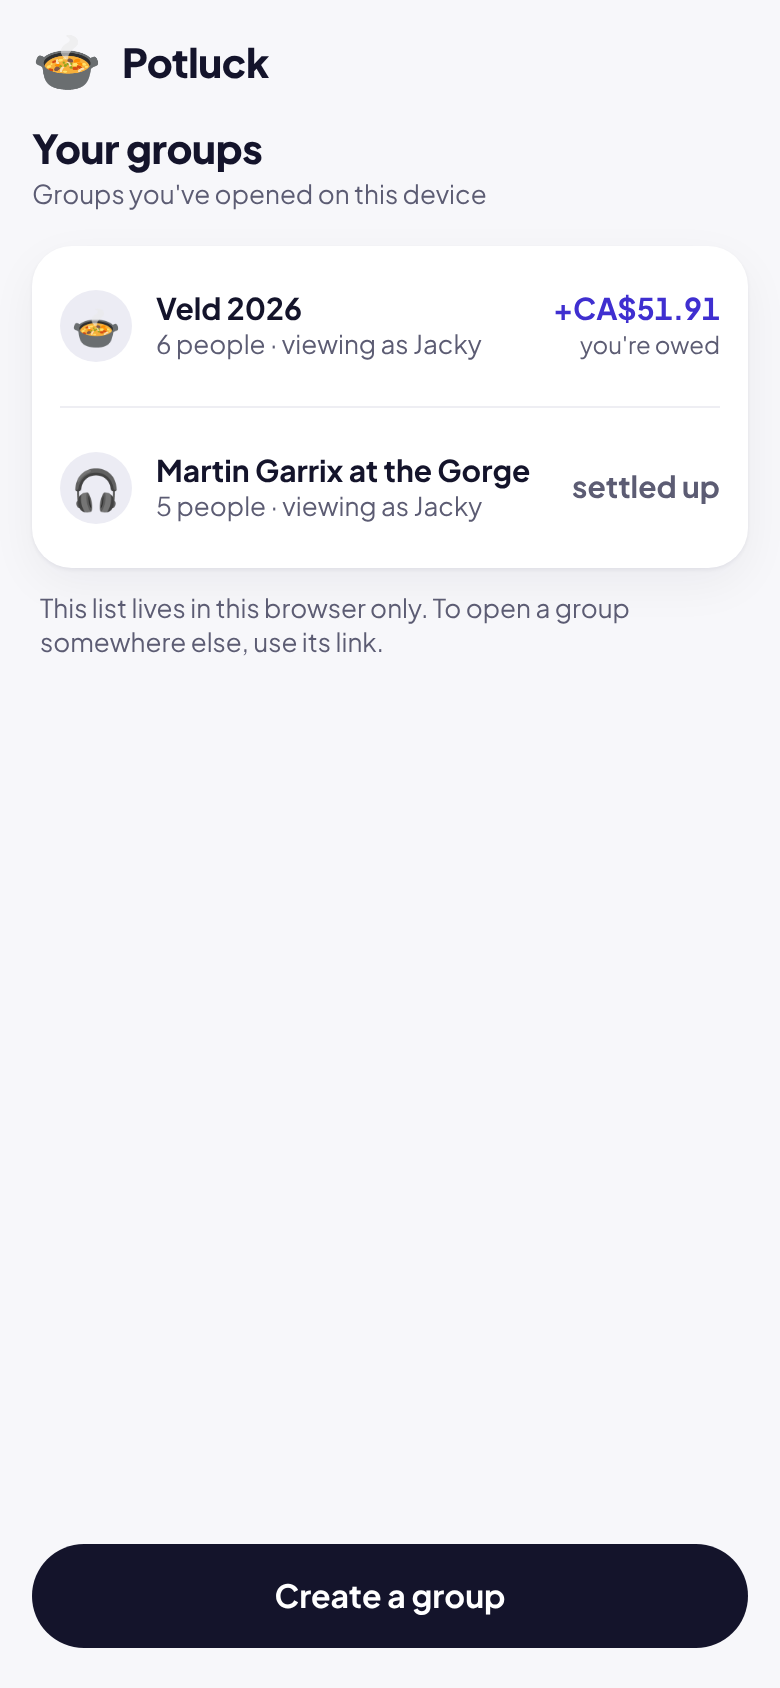 Potluck
Your groups
Groups you've opened on this device
Veld 2026
6 people · viewing as Jacky
+CA$51.91
you're owed
Martin Garrix at the Gorge
5 people · viewing as Jacky
settled up
This list lives in this browser only. To open a group
somewhere else, use its link.
Create a group